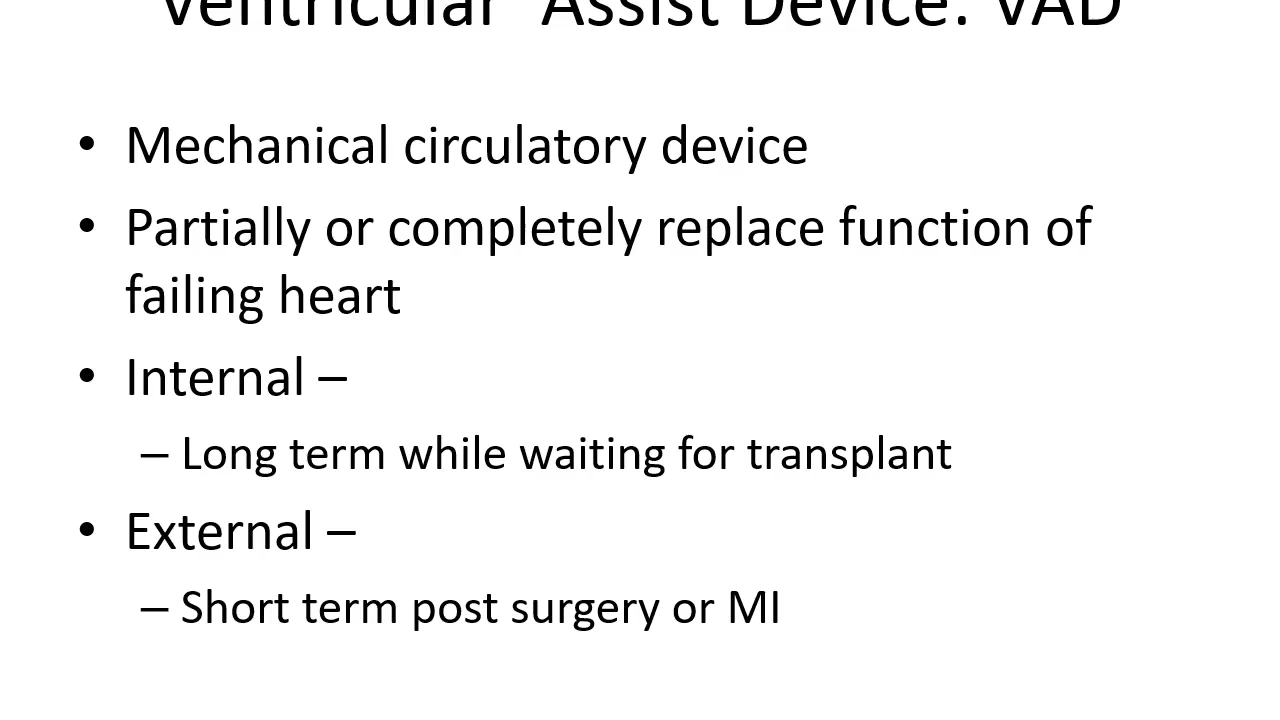 Ventricular Assist Device: VAD
• Mechanical circulatory device
• Partially or completely replace function of
failing heart
• Internal –
– Long term while waiting for transplant
• External –
– Short term post surgery or MI